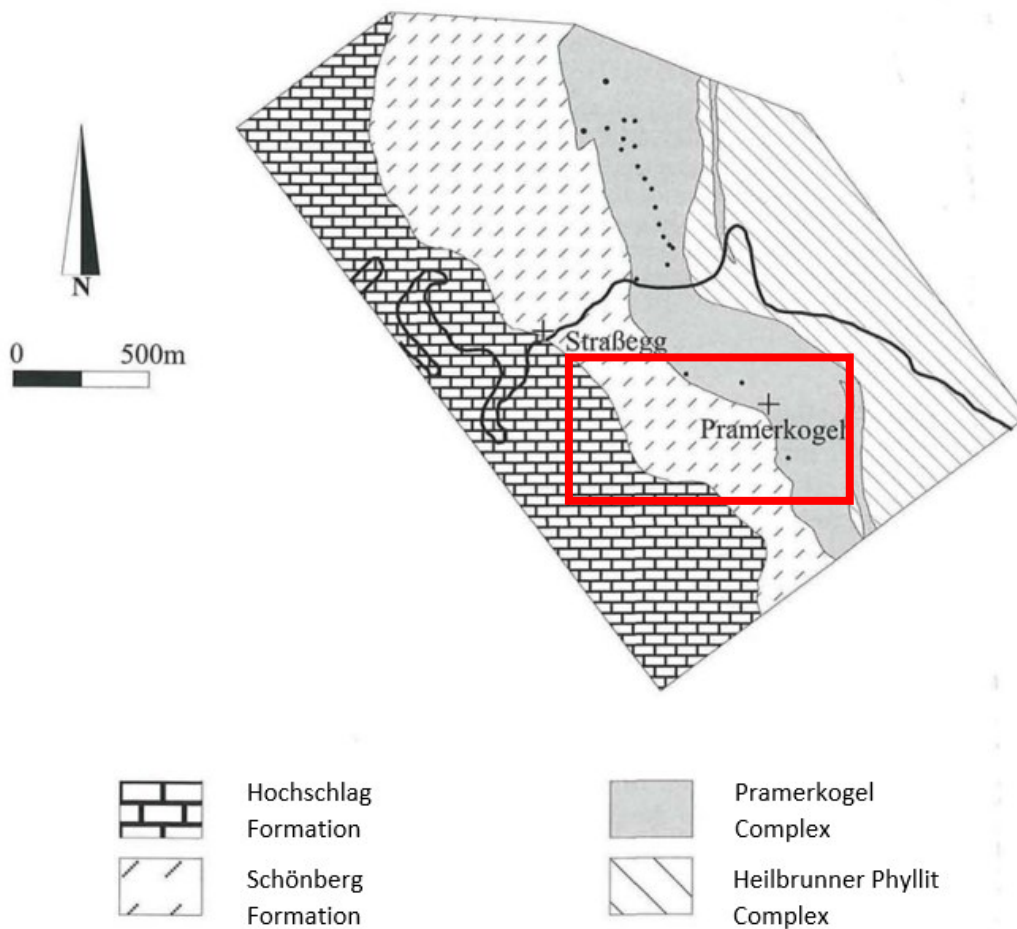 Straßegg
Pramerkogel
N
0 500m
Hochschlag
Formation
Schönberg
Formation
Pramerkogel
Complex
Heilbrunner Phyllit
Complex